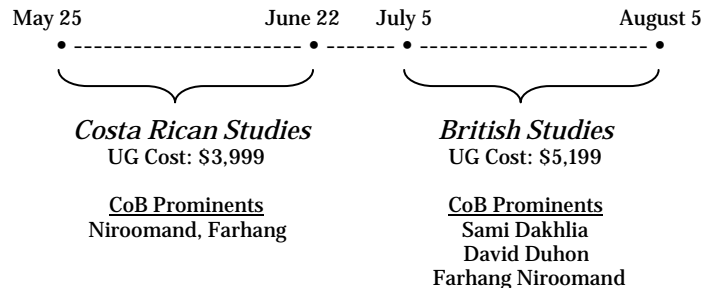 May 25 June 22 July 5 August 5
Costa Rican Studies
UG Cost: $3,999
CoB Prominents
Niroomand, Farhang
British Studies
UG Cost: $5,199
CoB Prominents
Sami Dakhlia
David Duhon
Farhang Niroomand